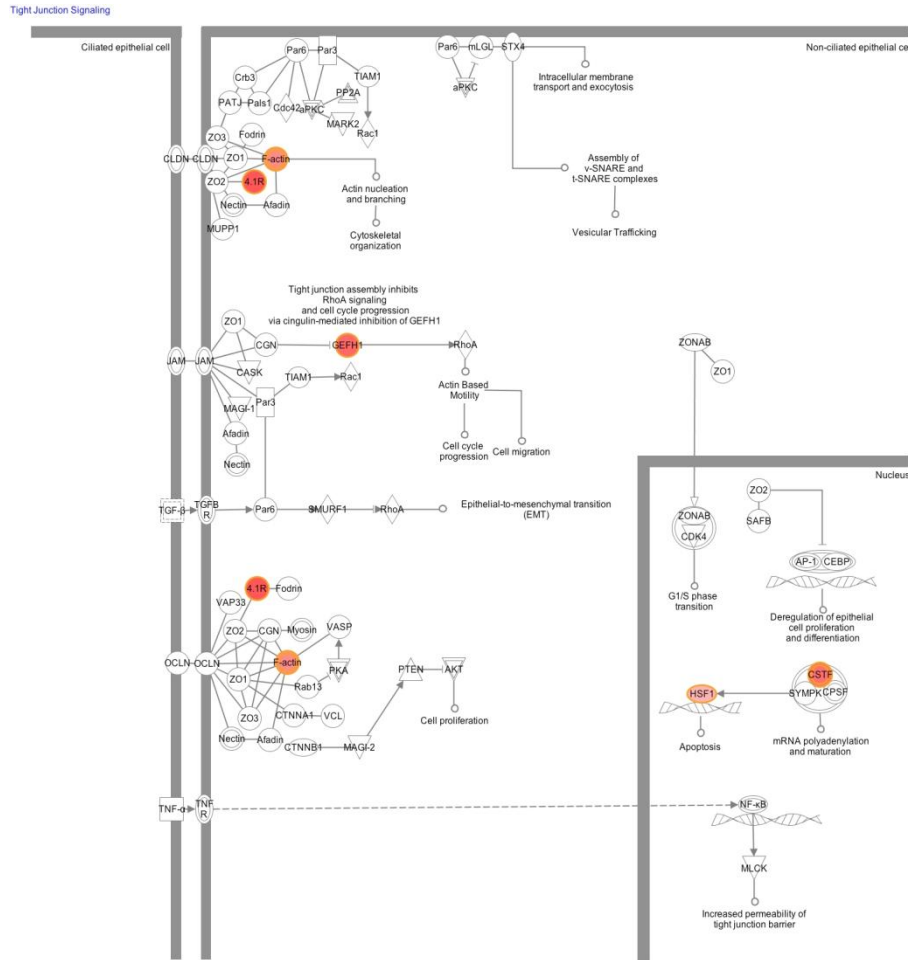 Tight Junction Signaling
Ciliated epithelial cell
Non-ciliated epithelial ce
Par6
Par3
Crb3
TIAM1
PATJ
Pals1
Cdc42
aPKC
PP2A
MARK2
Rac1
Par6
mLGL
STX4
aPKC
Intracellular membrane
transport and exocytosis
ZO3
Fodrin
CLDN
CLDN
ZO1
F-actin
ZO2
4.1R
Nectin
Afadin
MUPP1
Actin nucleation
and branching
Cytoskeletal
organization
Assembly of
v-SNARE and
t-SNARE complexes
Vesicular Trafficking
Tight junction assembly inhibits
RhoA signaling
and cell cycle progression
via cingulin-mediated inhibition of GEFH1
ZO1
CGN
GEFH1
RhoA
JAM
JAM
CASK
TIAM1
Rac1
MAGI-1
Par3
Afadin
Nectin
Actin Based
Motility
Cell cycle
progression
Cell migration
ZONAB
ZO1
TGF-β
TGFB
R
Par6
SMURF1
RhoA
Epithelial-to-mesenchymal transition
(EMT)
Nucleus
ZONAB
CDK4
G1/S phase
transition
ZO2
SAFB
AP-1
CEBP
Deregulation of epithelial
cell proliferation
and differentiation
4.1R
Fodrin
VAP33
ZO2
CGN
Myosin
VASP
OCLN
OCLN
F-actin
ZO1
Rab13
PKA
PTEN
AKT
ZO3
CTNNA1
VCL
Cell proliferation
Nectin
Afadin
CTNNB1
MAGI-2
HSF1
CSTF
SYMPK
CPSF
Apoptosis
mRNA polyadenylation
and maturation
TNF-α
TNF
R
NF-κB
MLCK
Increased permeability of
tight junction barrier